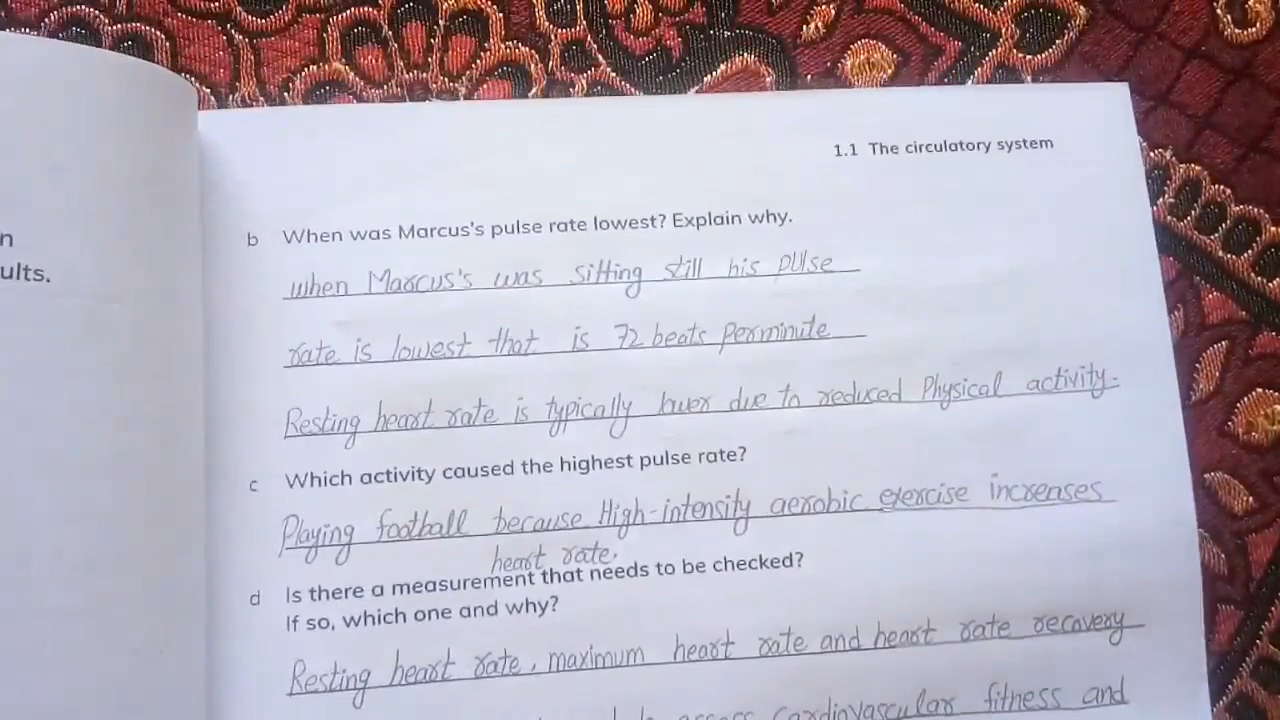 1.1 The circulatory system
n
ults.
b When was Marcus's pulse rate lowest? Explain why.
when Marcus's was sitting still his pulse
rate is lowest that is 72 beats perminute
Resting heart rate is typically lower due to reduced Physical activity.
c Which activity caused the highest pulse rate?
Playing football because High-intensity aerobic exercise increases
heart rate.
d Is there a measurement that needs to be checked?
If so, which one and why?
Resting heart rate, maximum heart rate and heart rate recovery
cardiovascular fitness and